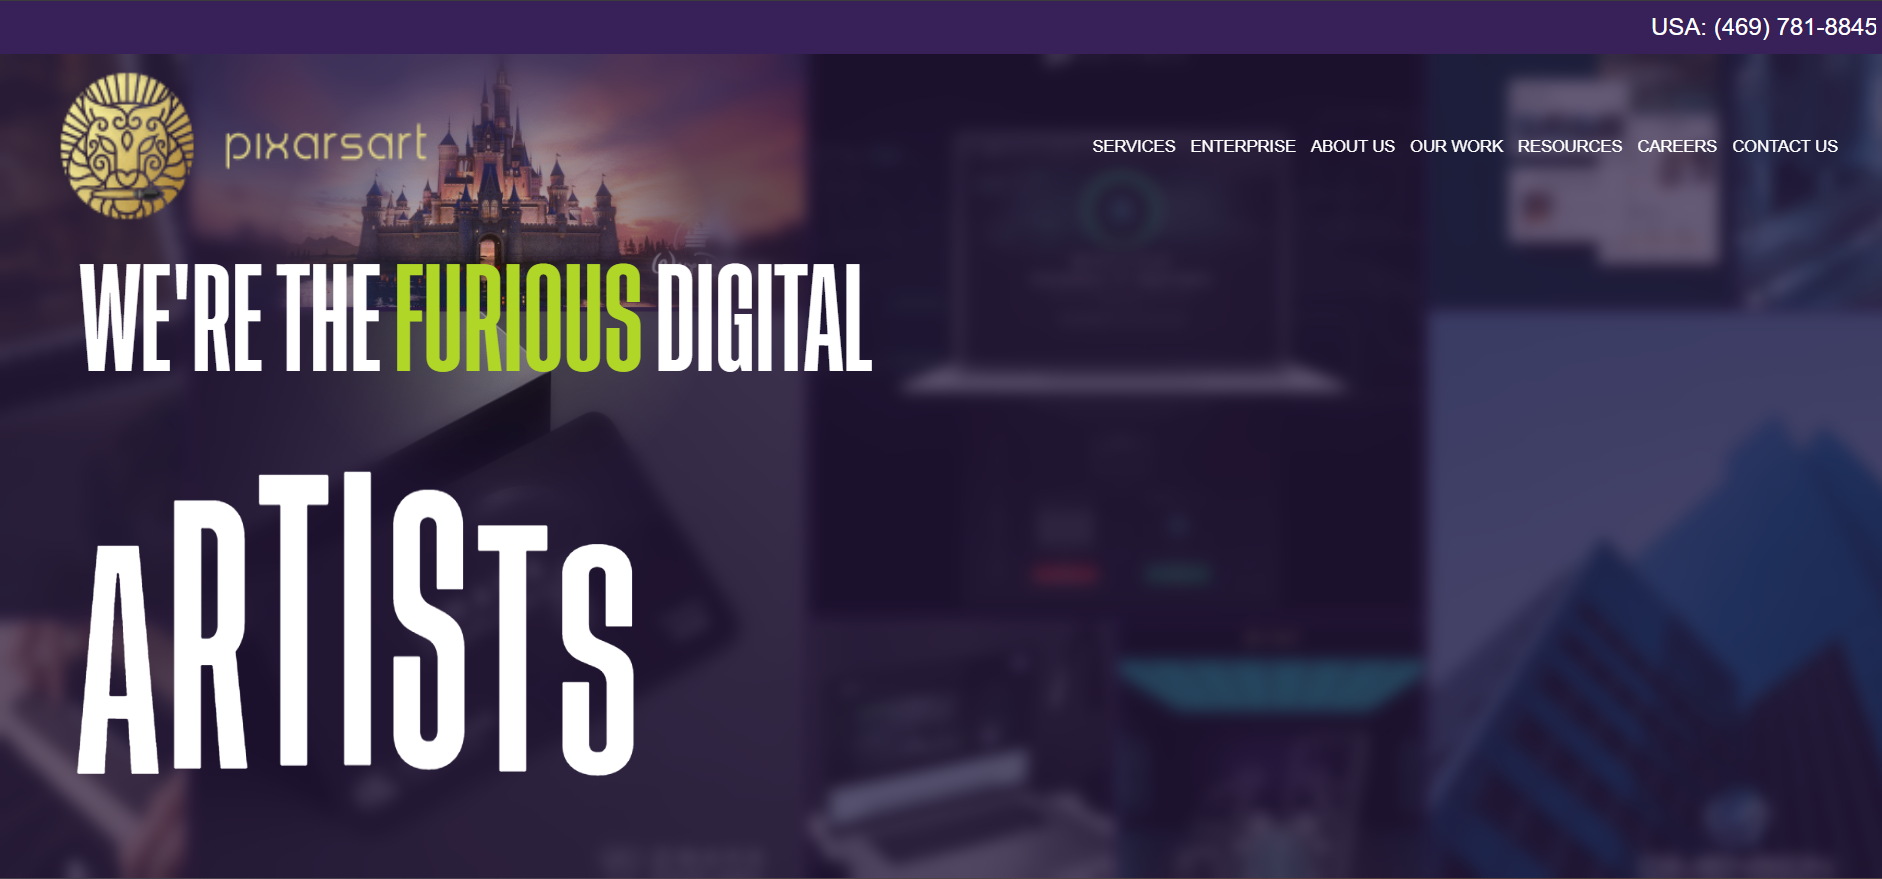 USA: (469) 781-8845
pixarsart
SERVICES ENTERPRISE ABOUT US OUR WORK RESOURCES CAREERS CONTACT US
WE'RE THE FURIOUS DIGITAL
ARTISTS